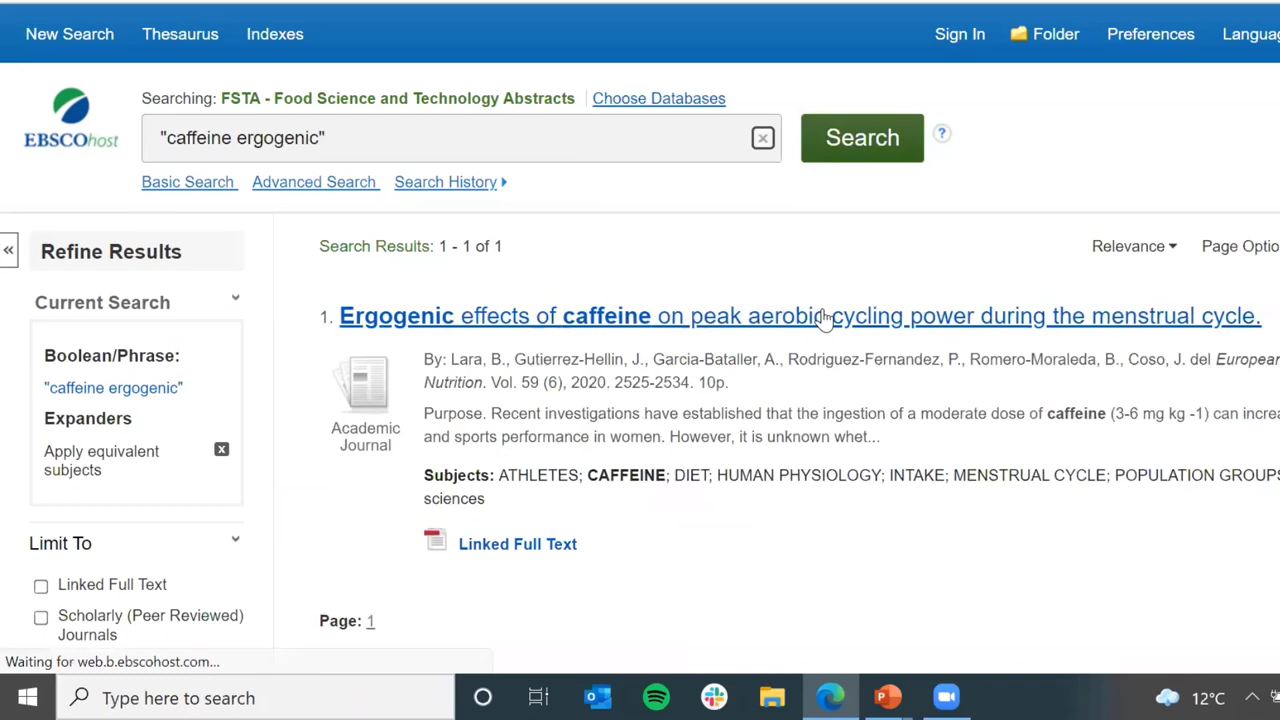 New Search Thesaurus Indexes Sign In Folder Preferences Langua
Searching: FSTA - Food Science and Technology Abstracts Choose Databases
EBSCOhost
"caffeine ergogenic"
Search
?
Basic Search Advanced Search Search History
«
Refine Results
Search Results: 1 - 1 of 1
Relevance Page Optio
Current Search
Boolean/Phrase:
"caffeine ergogenic"
Expanders
Apply equivalent
subjects
x
Limit To
Linked Full Text
Scholarly (Peer Reviewed)
Journals
1. Ergogenic effects of caffeine on peak aerobic cycling power during the menstrual cycle.
Academic
Journal
By: Lara, B., Gutierrez-Hellin, J., Garcia-Bataller, A., Rodriguez-Fernandez, P., Romero-Moraleda, B., Coso, J. del European
Nutrition. Vol. 59 (6), 2020. 2525-2534. 10p.
Purpose. Recent investigations have established that the ingestion of a moderate dose of caffeine (3-6 mg kg -1) can increa
and sports performance in women. However, it is unknown whet...
Subjects: ATHLETES; CAFFEINE; DIET; HUMAN PHYSIOLOGY; INTAKE; MENSTRUAL CYCLE; POPULATION GROUPS
sciences
Linked Full Text
Page: 1
Waiting for web.b.ebscohost.com...
Type here to search
12°C